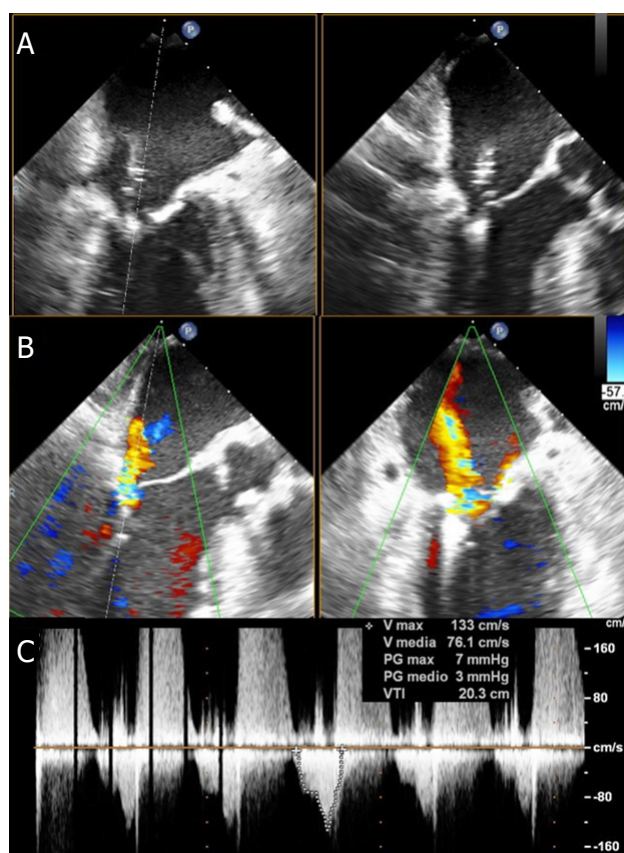 A
P
P
B
P
P
-57.
cm/
C
V max 133 cm/s
V media 76.1 cm/s
PG max 7 mmHg
PG medio 3 mmHg
VTI 20.3 cm
cm/
160
80
cm/s
-80
-160